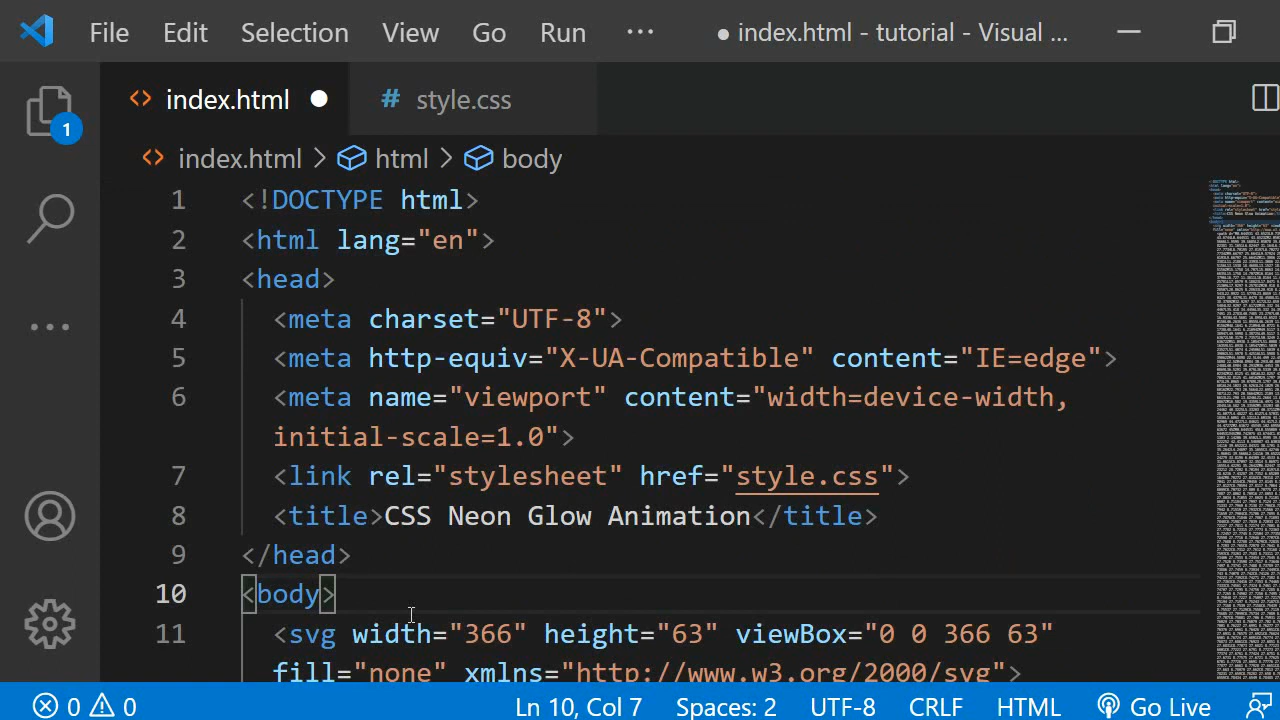 File Edit Selection View Go Run ··· ● index.html - tutorial - Visual ...
index.html ● # style.css
1
index.html > html > body
1 <!DOCTYPE html>
2 <html lang="en">
3 <head>
4 <meta charset="UTF-8">
5 <meta http-equiv="X-UA-Compatible" content="IE=edge">
6 <meta name="viewport" content="width=device-width,
initial-scale=1.0">
7 <link rel="stylesheet" href="style.css">
8 <title>CSS Neon Glow Animation</title>
9 </head>
10 <body>
11 <svg width="366" height="63" viewBox="0 0 366 63"
fill="none" xmlns="http://www.w3.org/2000/svg">
0 0 Ln 10, Col 7 Spaces: 2 UTF-8 CRLF HTML Go Live